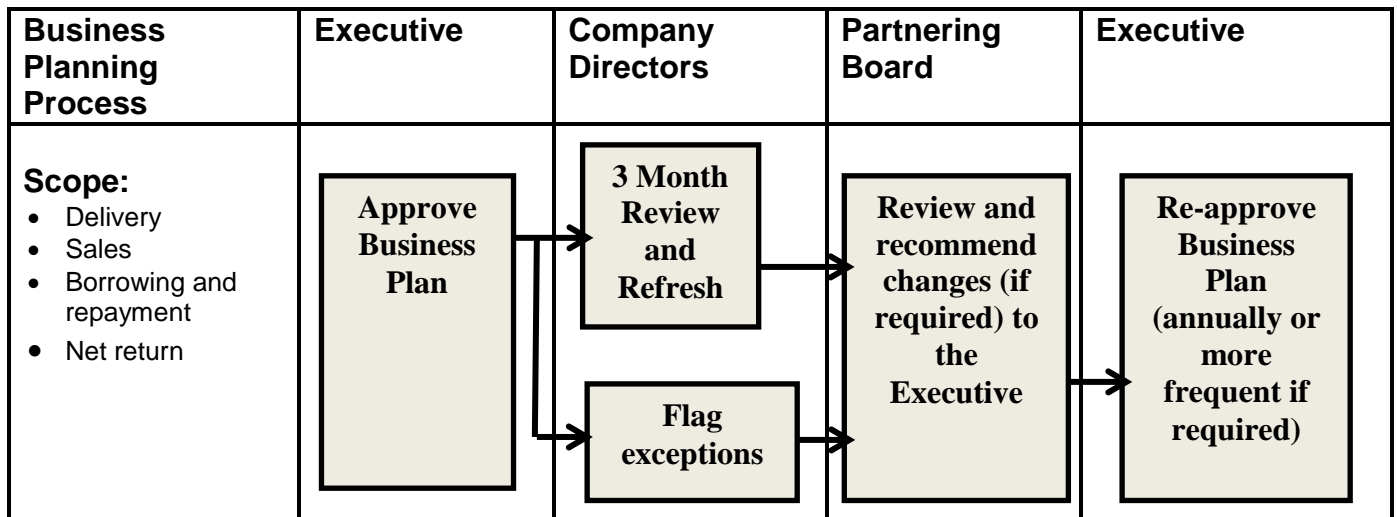 Business
Planning
Process
Executive
Company
Directors
Partnering
Board
Executive
Scope:
• Delivery
• Sales
• Borrowing and
repayment
• Net return
Approve
Business
Plan
3 Month
Review
and
Refresh
Flag
exceptions
Review and
recommend
changes (if
required) to
the
Executive
Re-approve
Business
Plan
(annually or
more
frequent if
required)